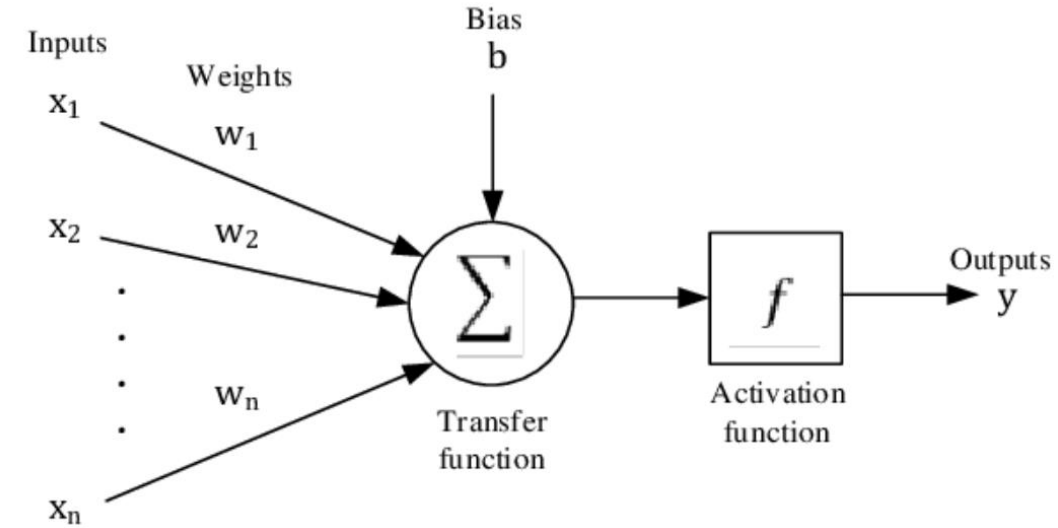 Inputs
Weights
Bias
b
x₁
w₁
x₂
w₂
Σ
f
Outputs
y
wₙ
xₙ
Transfer
function
Activation
function